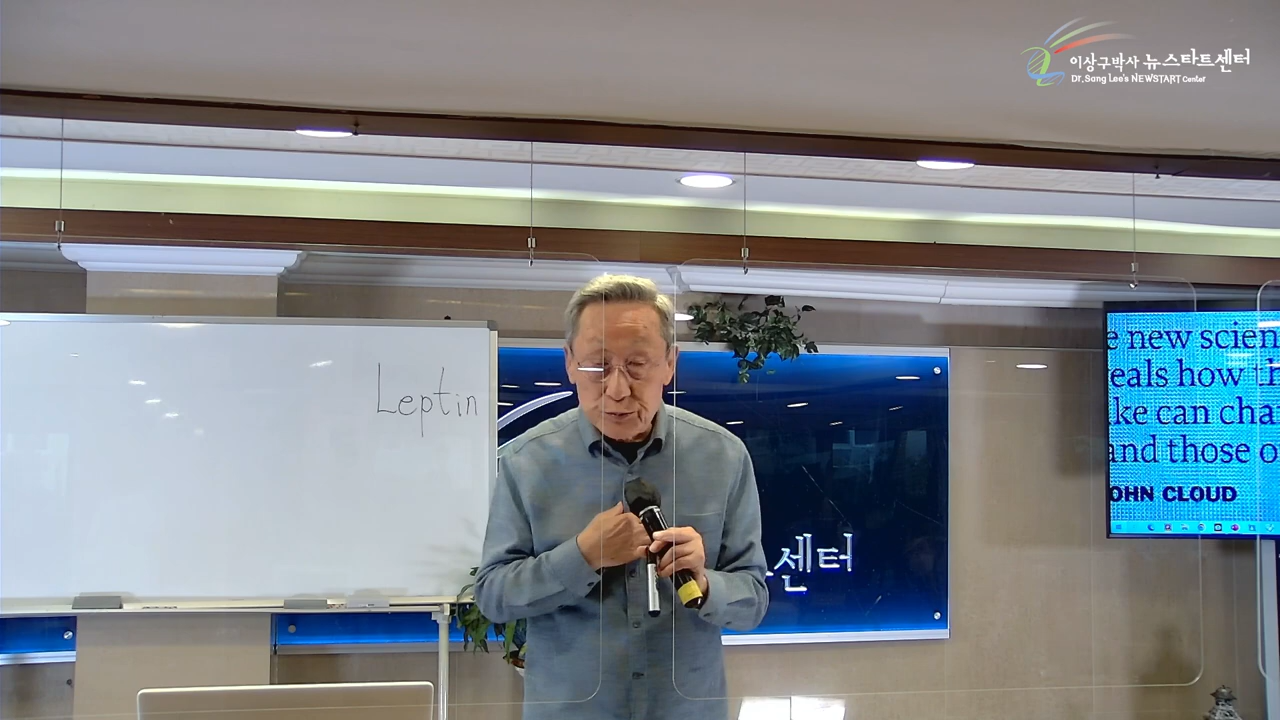 이상구박사 뉴스타트센터
Dr. Sang Lee's NEWSTART Center
Leptin
e new scien
eals how th
ke can cha
and those o
OHN CLOUD
센터